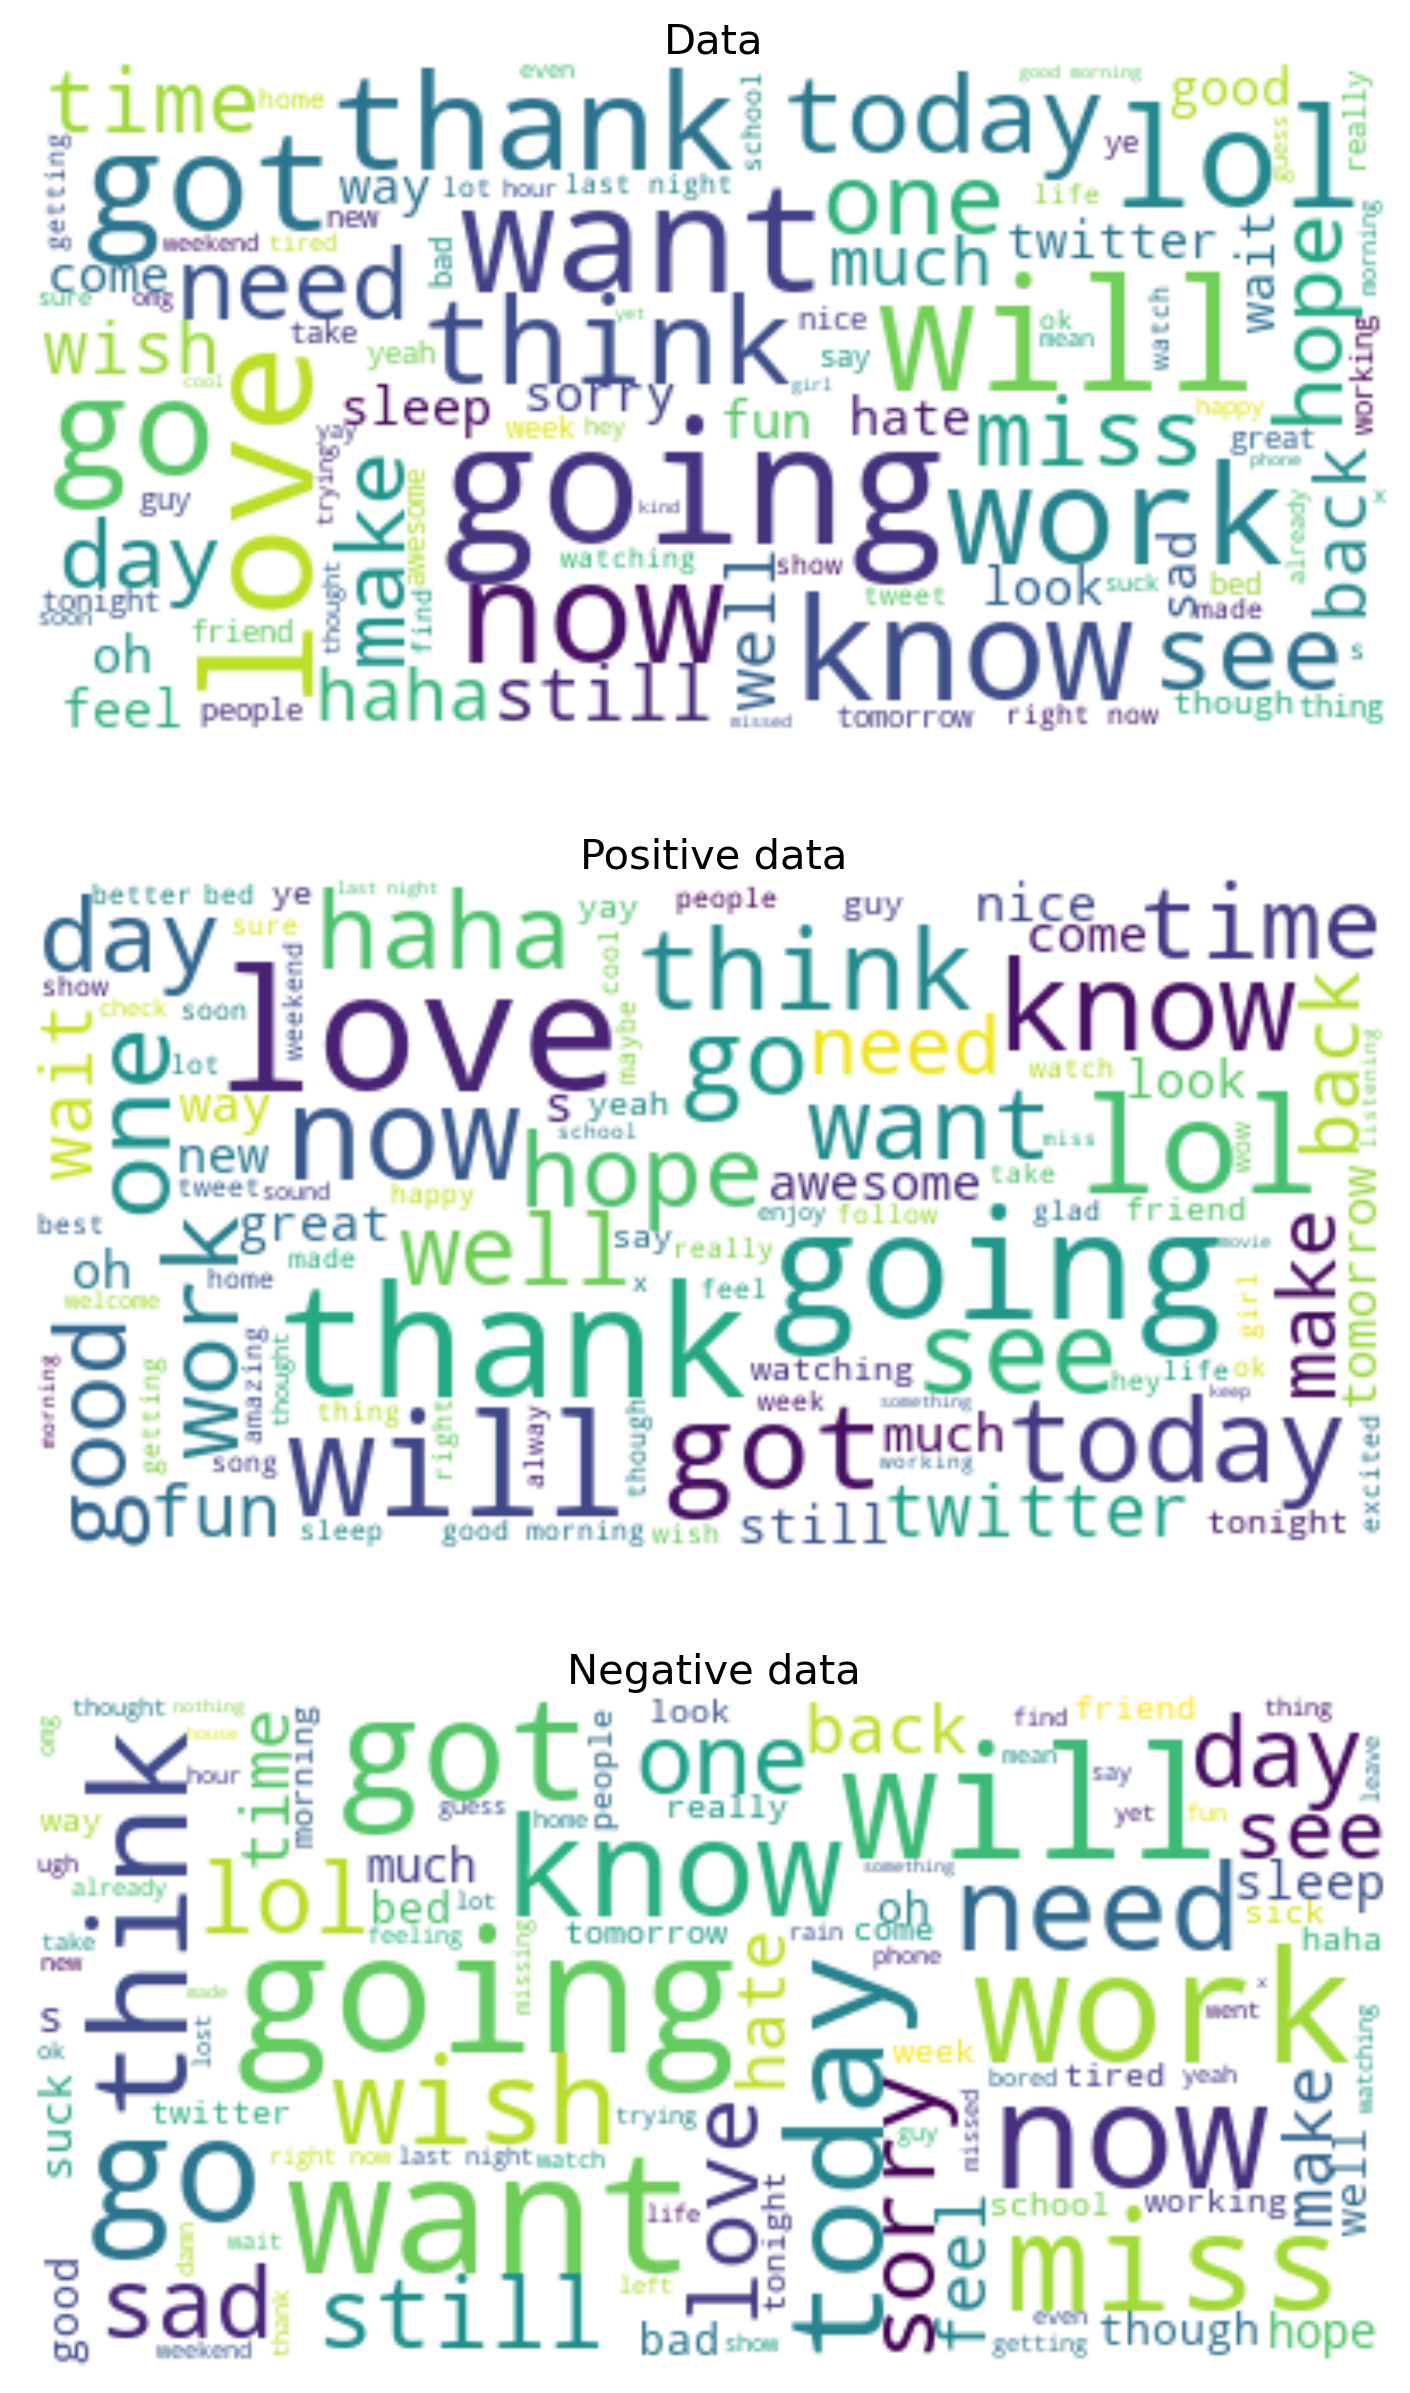 Data
time home thank even school today good morning good really
got way lot hour last night ye lol guess
getting new want one life twitter wait hope morning
weekend tired bad much
come need
sure omg take think yet nice will ok mean watch working
wish yeah say
cool love sorry girl happy
sleep week hey fun hate miss great
go yay going phone back x
guy trying make awesome kind work already
day watching show sad
tonight thought find now well tweet look suck bed
soon know made
oh friend see s
feel people haha still missed tomorrow right now though thing
Positive data
better bed ye last night yay people guy nice time
day sure haha cool think come
show weekend love know back
check soon maybe go need listening
wait one lot watch look
way now s yeah want miss lol wow
new school hope
tweet sound happy awesome take tomorrow
best work great enjoy follow glad friend make
well say really going movie
oh home made x feel girl
welcome thank see
good amazing thought watching hey life ok
morning getting thing week something keep
song will right alway though got much today excited
working
fun sleep good morning wish still twitter tonight
Negative data
thought nothing time morning got people look back find friend thing
omg think house one mean will day leave
hour guess really say
way home yet fun see
ugh lol much know something need sleep
already bed lot oh sick
take feeling going missing tomorrow hate rain come haha
new phone
made today work x
s lost went watching
ok week
suck wish bored tired yeah make
twitter trying love sorry missed now
go guy
right now last night watch
want life tonight feel school working well
damn wait miss
good sad still left
thank even
weekend bad show getting though hope